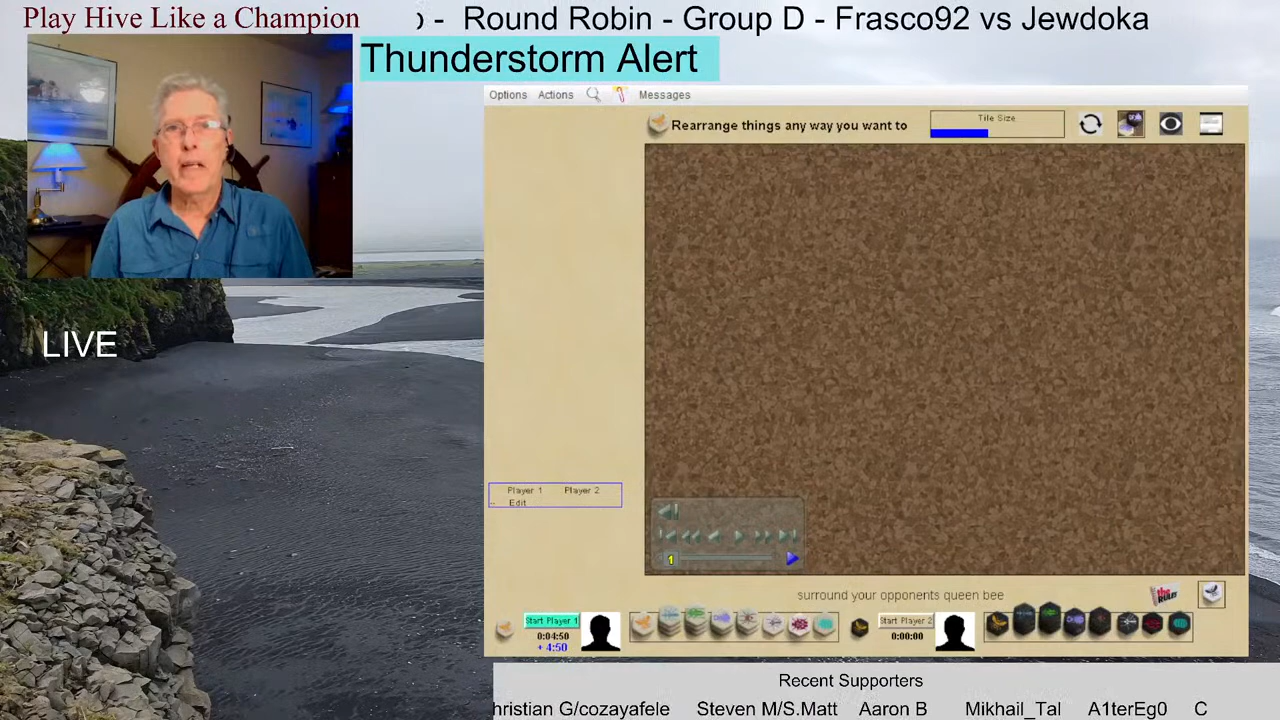 Play Hive Like a Champion
- Round Robin - Group D - Frasco92 vs Jewdoka
Thunderstorm Alert
Options Actions Messages
Rearrange things any way you want to
Tile Size
LIVE
Player 1 Player 2
Edit
1
surround your opponents queen bee
the RULES
Start Player 1
0:04:50
+ 4:50
Start Player 2
0:00:00
Recent Supporters
hristian G/cozayafele Steven M/S.Matt Aaron B Mikhail_Tal A1terEg0 C